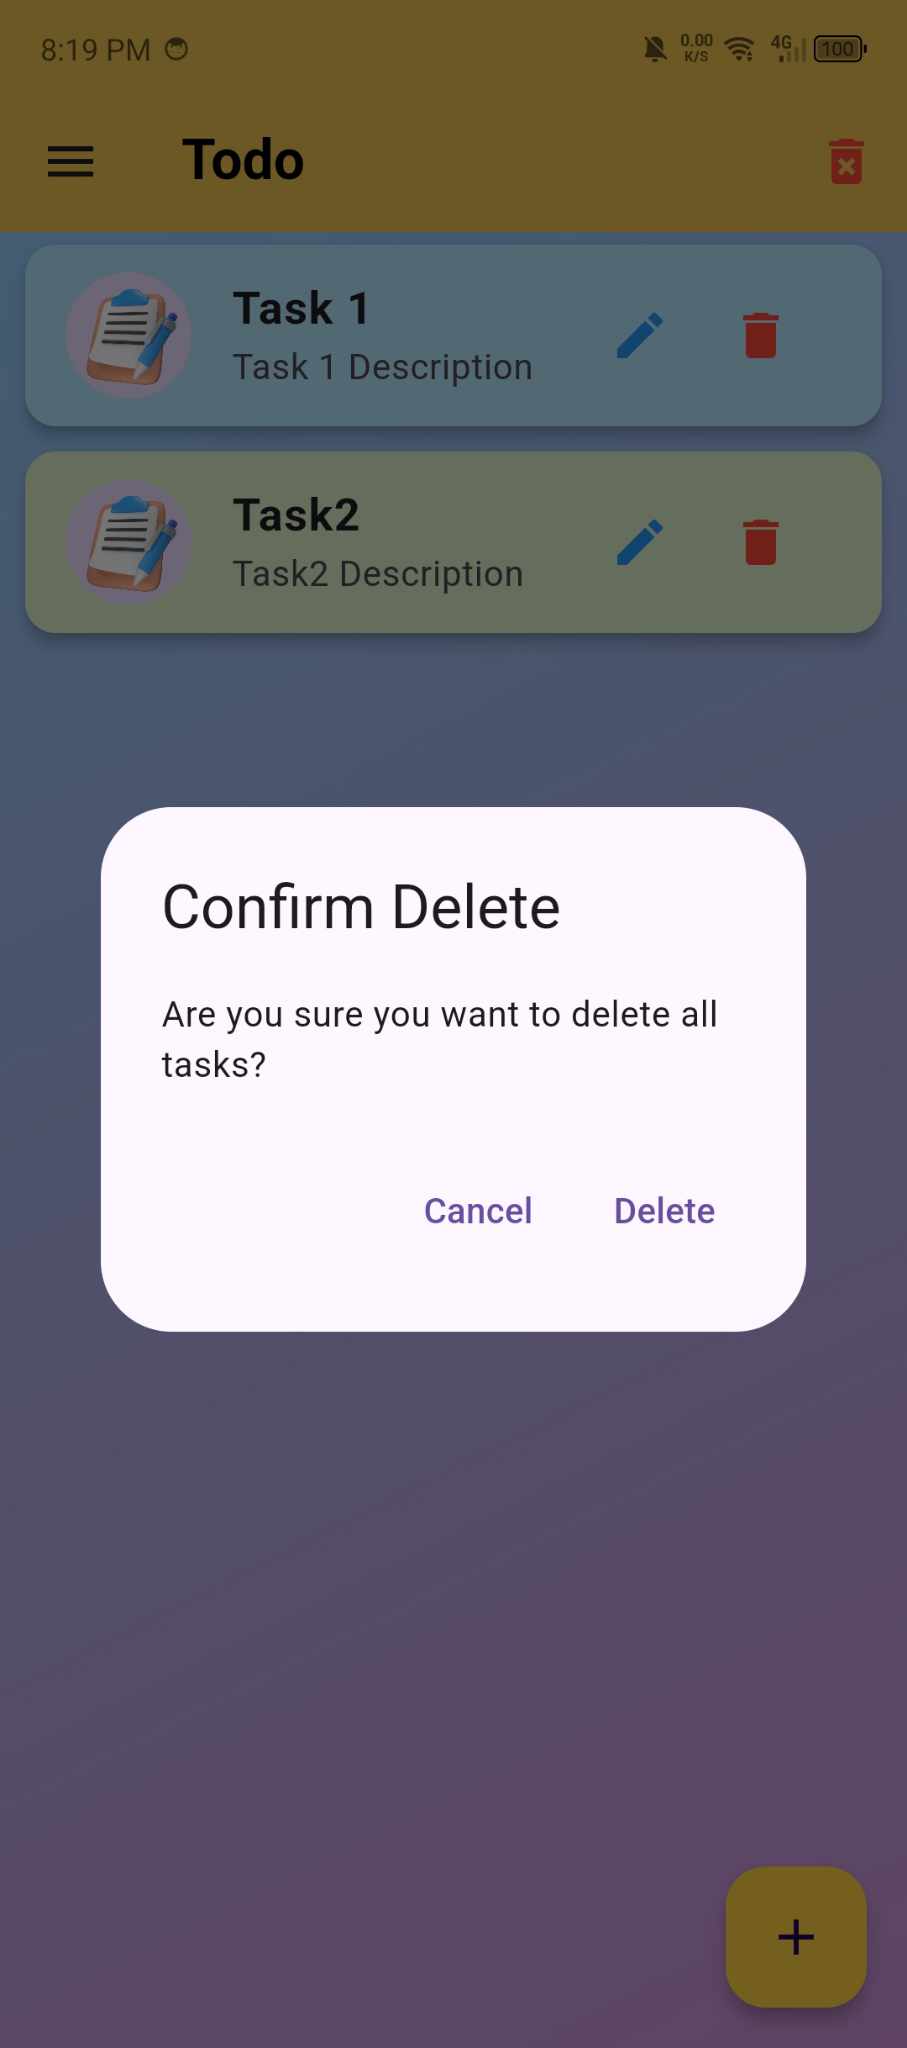 8:19 PM
0.00
K/S
4G
100
Todo
Task 1
Task 1 Description
Task2
Task2 Description
Confirm Delete
Are you sure you want to delete all
tasks?
Cancel Delete